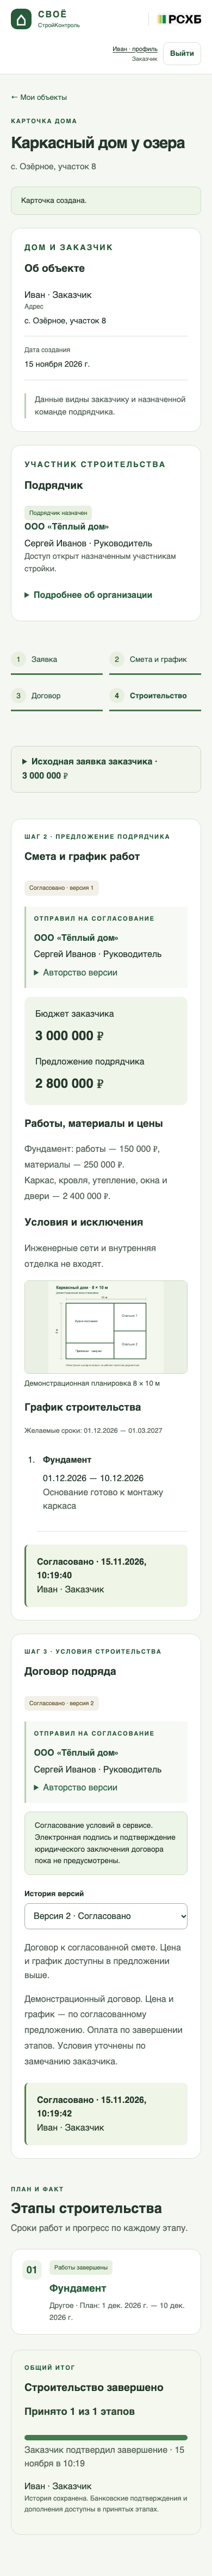 СВОЁ
СтройКонтроль
РСХБ
Иван · профиль
Заказчик
Выйти
← Мои объекты
КАРТОЧКА ДОМА
Каркасный дом у озера
с. Озёрное, участок 8
Карточка создана.
ДОМ И ЗАКАЗЧИК
Об объекте
Иван · Заказчик
Адрес
с. Озёрное, участок 8
Дата создания
15 ноября 2026 г.
Данные видны заказчику и назначенной
команде подрядчика.
УЧАСТНИК СТРОИТЕЛЬСТВА
Подрядчик
Подрядчик назначен
ООО «Тёплый дом»
Сергей Иванов · Руководитель
Доступ открыт назначенным участникам
стройки.
▶ Подробнее об организации
1 Заявка
2 Смета и график
3 Договор
4 Строительство
▶ Исходная заявка заказчика ·
3 000 000 ₽
ШАГ 2 · ПРЕДЛОЖЕНИЕ ПОДРЯДЧИКА
Смета и график работ
Согласовано · версия 1
ОТПРАВИЛ НА СОГЛАСОВАНИЕ
ООО «Тёплый дом»
Сергей Иванов · Руководитель
▶ Авторство версии
Бюджет заказчика
3 000 000 ₽
Предложение подрядчика
2 800 000 ₽
Работы, материалы и цены
Фундамент: работы — 150 000 ₽,
материалы — 250 000 ₽.
Каркас, кровля, утепление, окна и
двери — 2 400 000 ₽.
Условия и исключения
Инженерные сети и внутренняя
отделка не входят.
Каркасный дом · 8 × 10 м
Демонстрационная планировка 8 × 10 м
График строительства
Желаемые сроки: 01.12.2026 — 01.03.2027
1. Фундамент
01.12.2026 — 10.12.2026
Основание готово к монтажу
каркаса
Согласовано · 15.11.2026,
10:19:40
Иван · Заказчик
ШАГ 3 · УСЛОВИЯ СТРОИТЕЛЬСТВА
Договор подряда
Согласовано · версия 2
ОТПРАВИЛ НА СОГЛАСОВАНИЕ
ООО «Тёплый дом»
Сергей Иванов · Руководитель
▶ Авторство версии
Согласование условий в сервисе.
Электронная подпись и подтверждение
юридического заключения договора
пока не предусмотрены.
История версий
Версия 2 · Согласовано
Договор к согласованной смете. Цена
и график доступны в предложении
выше.
Демонстрационный договор. Цена и
график — по согласованному
предложению. Оплата по завершении
этапов. Условия уточнены по
замечанию заказчика.
Согласовано · 15.11.2026,
10:19:42
Иван · Заказчик
ПЛАН И ФАКТ
Этапы строительства
Сроки работ и прогресс по каждому этапу.
01
Работы завершены
Фундамент
Другое · План: 1 дек. 2026 г. — 10 дек.
2026 г.
ОБЩИЙ ИТОГ
Строительство завершено
Принято 1 из 1 этапов
Заказчик подтвердил завершение · 15
ноября в 10:19
Иван · Заказчик
История сохранена. Банковские подтверждения и
дополнения доступны в принятых этапах.